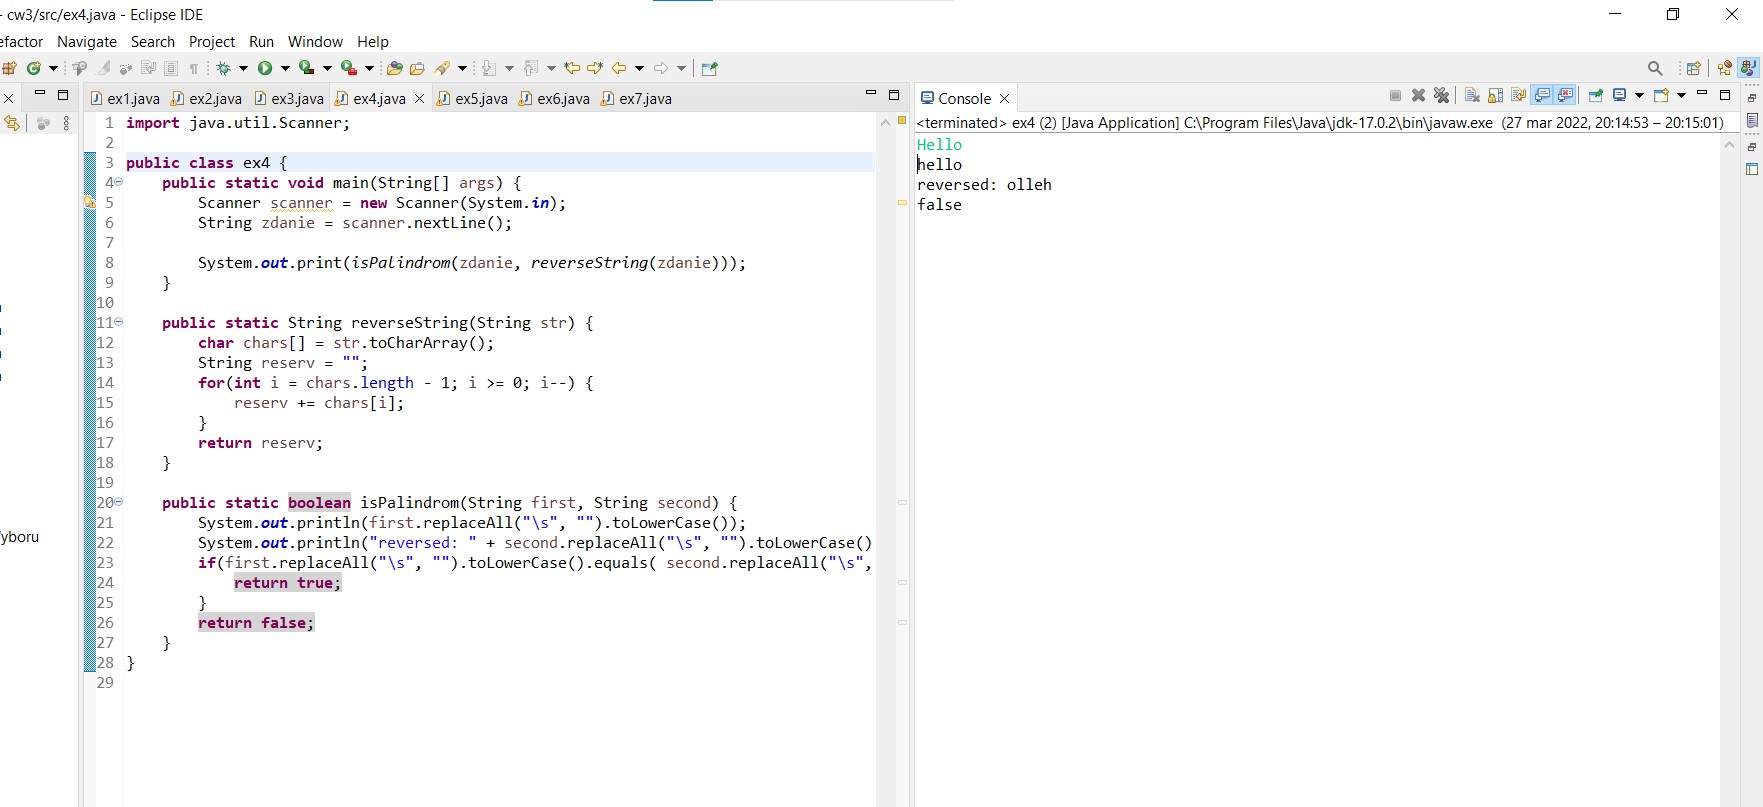 - cw3/src/ex4.java - Eclipse IDE
efactor Navigate Search Project Run Window Help
ex1.java ex2.java ex3.java ex4.java ex5.java ex6.java ex7.java
Console
<terminated> ex4 (2) [Java Application] C:\Program Files\Java\jdk-17.0.2\bin\javaw.exe (27 mar 2022, 20:14:53 – 20:15:01)
1 import java.util.Scanner;
2
3 public class ex4 {
4 public static void main(String[] args) {
5 Scanner scanner = new Scanner(System.in);
6 String zdanie = scanner.nextLine();
7
8 System.out.print(isPalindrom(zdanie, reverseString(zdanie)));
9 }
10
11 public static String reverseString(String str) {
12 char chars[] = str.toCharArray();
13 String reserv = "";
14 for(int i = chars.length - 1; i >= 0; i--) {
15 reserv += chars[i];
16 }
17 return reserv;
18 }
19
20 public static boolean isPalindrom(String first, String second) {
21 System.out.println(first.replaceAll("\s", "").toLowerCase());
22 System.out.println("reversed: " + second.replaceAll("\s", "").toLowerCase()
23 if(first.replaceAll("\s", "").toLowerCase().equals( second.replaceAll("\s",
24 return true;
25 }
26 return false;
27 }
28 }
29
Hello
hello
reversed: olleh
false
yboru